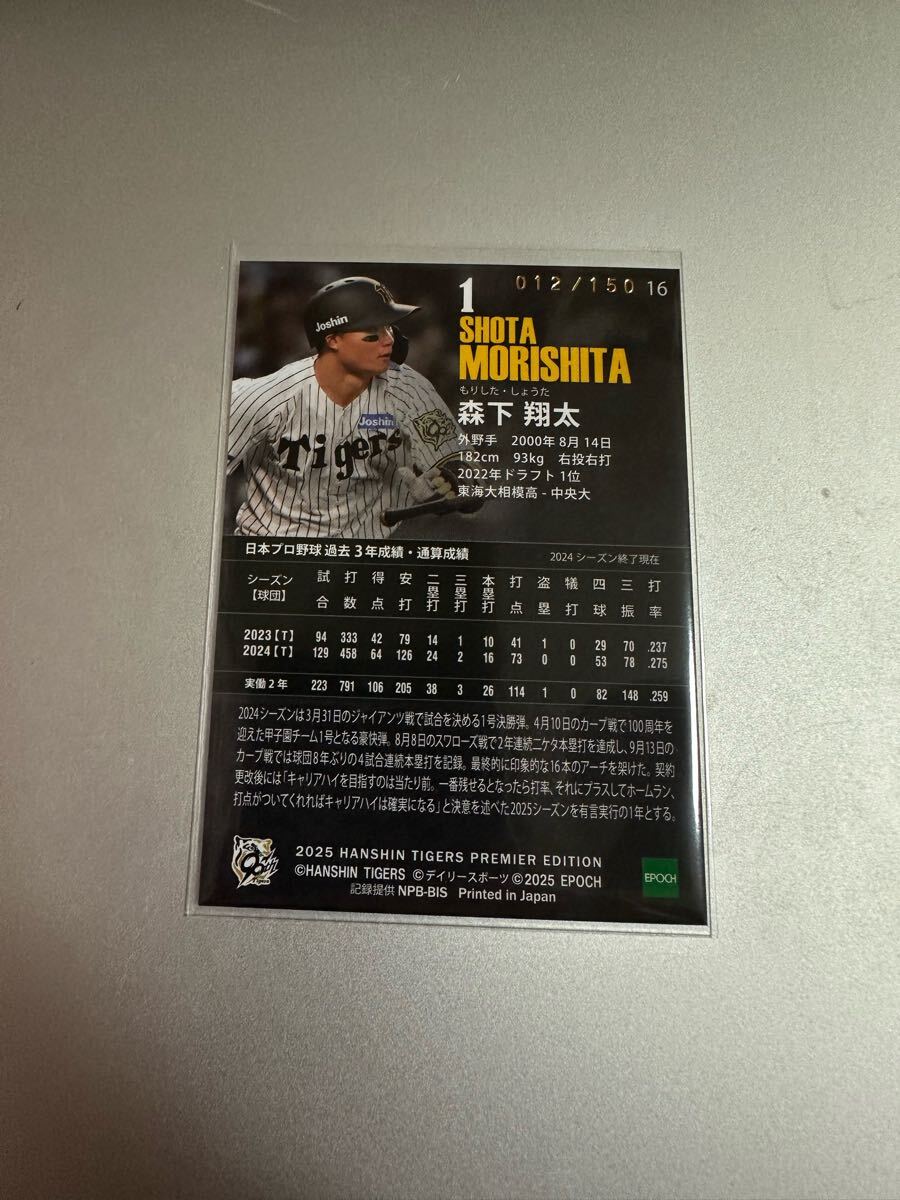 012/150 16
1
SHOTA
MORISHITA
もりした・しょうた
森下 翔太
外野手 2000年 8月 14日
182cm 93kg 右投右打
2022年ドラフト 1位
東海大相模高 - 中央大
Joshin
Joshin
Tigers
日本プロ野球 過去 3年成績・通算成績 2024 シーズン終了現在
シーズン【球団】 試合 打数 得点 安打 二塁打 三塁打 本塁打 打点 盗塁 犠打 四球 三振 打率
2023【T】 94 333 42 79 14 1 10 41 1 0 29 70 .237
2024【T】 129 458 64 126 24 2 16 73 0 0 53 78 .275
実働 2 年 223 791 106 205 38 3 26 114 1 0 82 148 .259
2024シーズンは3月31日のジャイアンツ戦で試合を決める1号決勝弾。4月10日のカープ戦で100周年を
迎えた甲子園チーム1号となる豪快弾。8月8日のスワローズ戦で2年連続二ケタ本塁打を達成し、9月13日の
カープ戦では球団8年ぶりの4試合連続本塁打を記録。最終的に印象的な16本のアーチを架けた。契約
更改後には「キャリアハイを目指すのは当たり前。一番残せるとなったら打率、それにプラスしてホームラン、
打点がついてくれればキャリアハイは確実になる」と決意を述べた2025シーズンを有言実行の1年とする。
2025 HANSHIN TIGERS PREMIER EDITION
©HANSHIN TIGERS ©デイリースポーツ ©2025 EPOCH
記録提供 NPB-BIS Printed in Japan
EPOCH